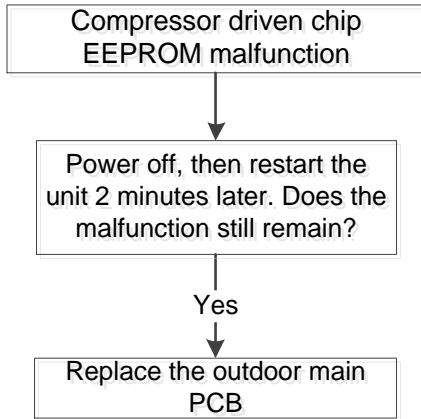 Compressor driven chip
EEPROM malfunction
Power off, then restart the
unit 2 minutes later. Does the
malfunction still remain?
Yes
Replace the outdoor main
PCB